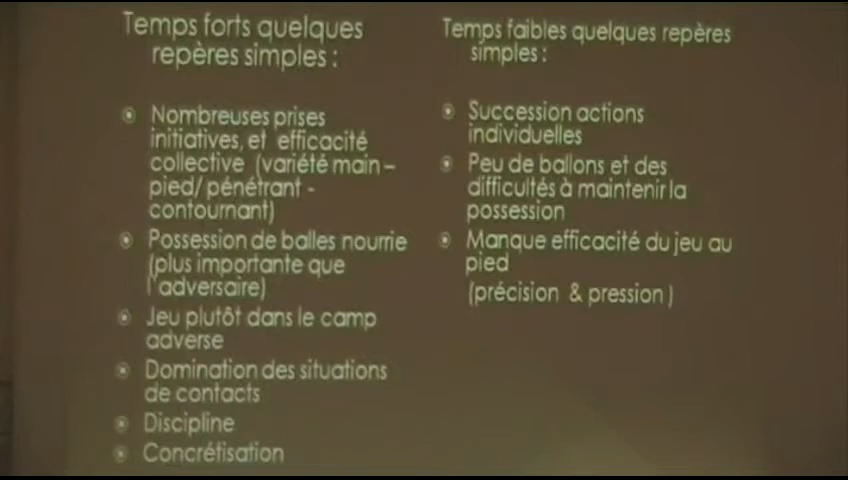 Temps forts quelques
repères simples :
Nombreuses prises
initiatives, et efficacité
collective (variété main –
pied/ pénétrant -
contournant)
Possession de balles nourrie
(plus importante que
l'adversaire)
Jeu plutôt dans le camp
adverse
Domination des situations
de contacts
Discipline
Concrétisation
Temps faibles quelques repères
simples :
Succession actions
individuelles
Peu de ballons et des
difficultés à maintenir la
possession
Manque efficacité du jeu au
pied
(précision & pression )